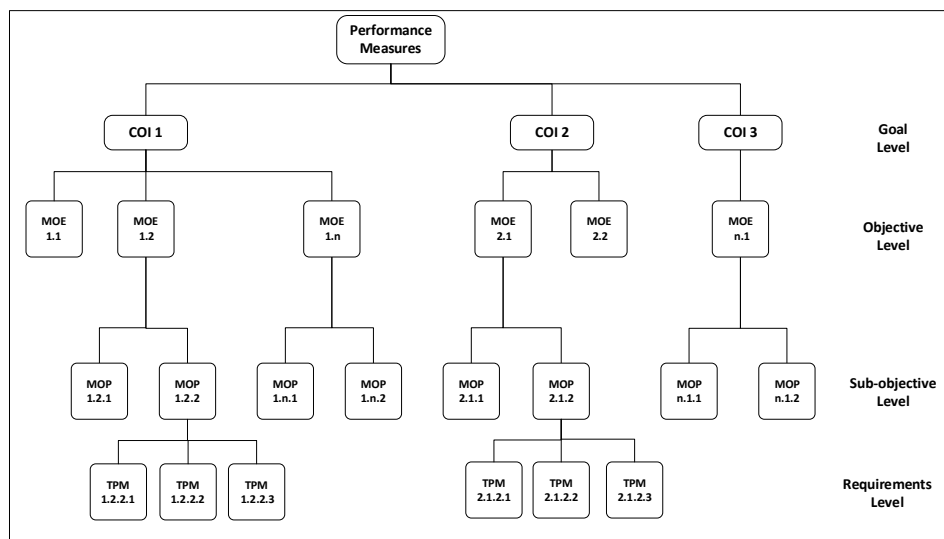 Performance
Measures
COI 1
COI 2
COI 3
Goal
Level
MOE
1.1
MOE
1.2
MOE
1.n
MOE
2.1
MOE
2.2
MOE
n.1
Objective
Level
MOP
1.2.1
MOP
1.2.2
MOP
1.n.1
MOP
1.n.2
MOP
2.1.1
MOP
2.1.2
MOP
n.1.1
MOP
n.1.2
Sub-objective
Level
TPM
1.2.2.1
TPM
1.2.2.2
TPM
1.2.2.3
TPM
2.1.2.1
TPM
2.1.2.2
TPM
2.1.2.3
Requirements
Level